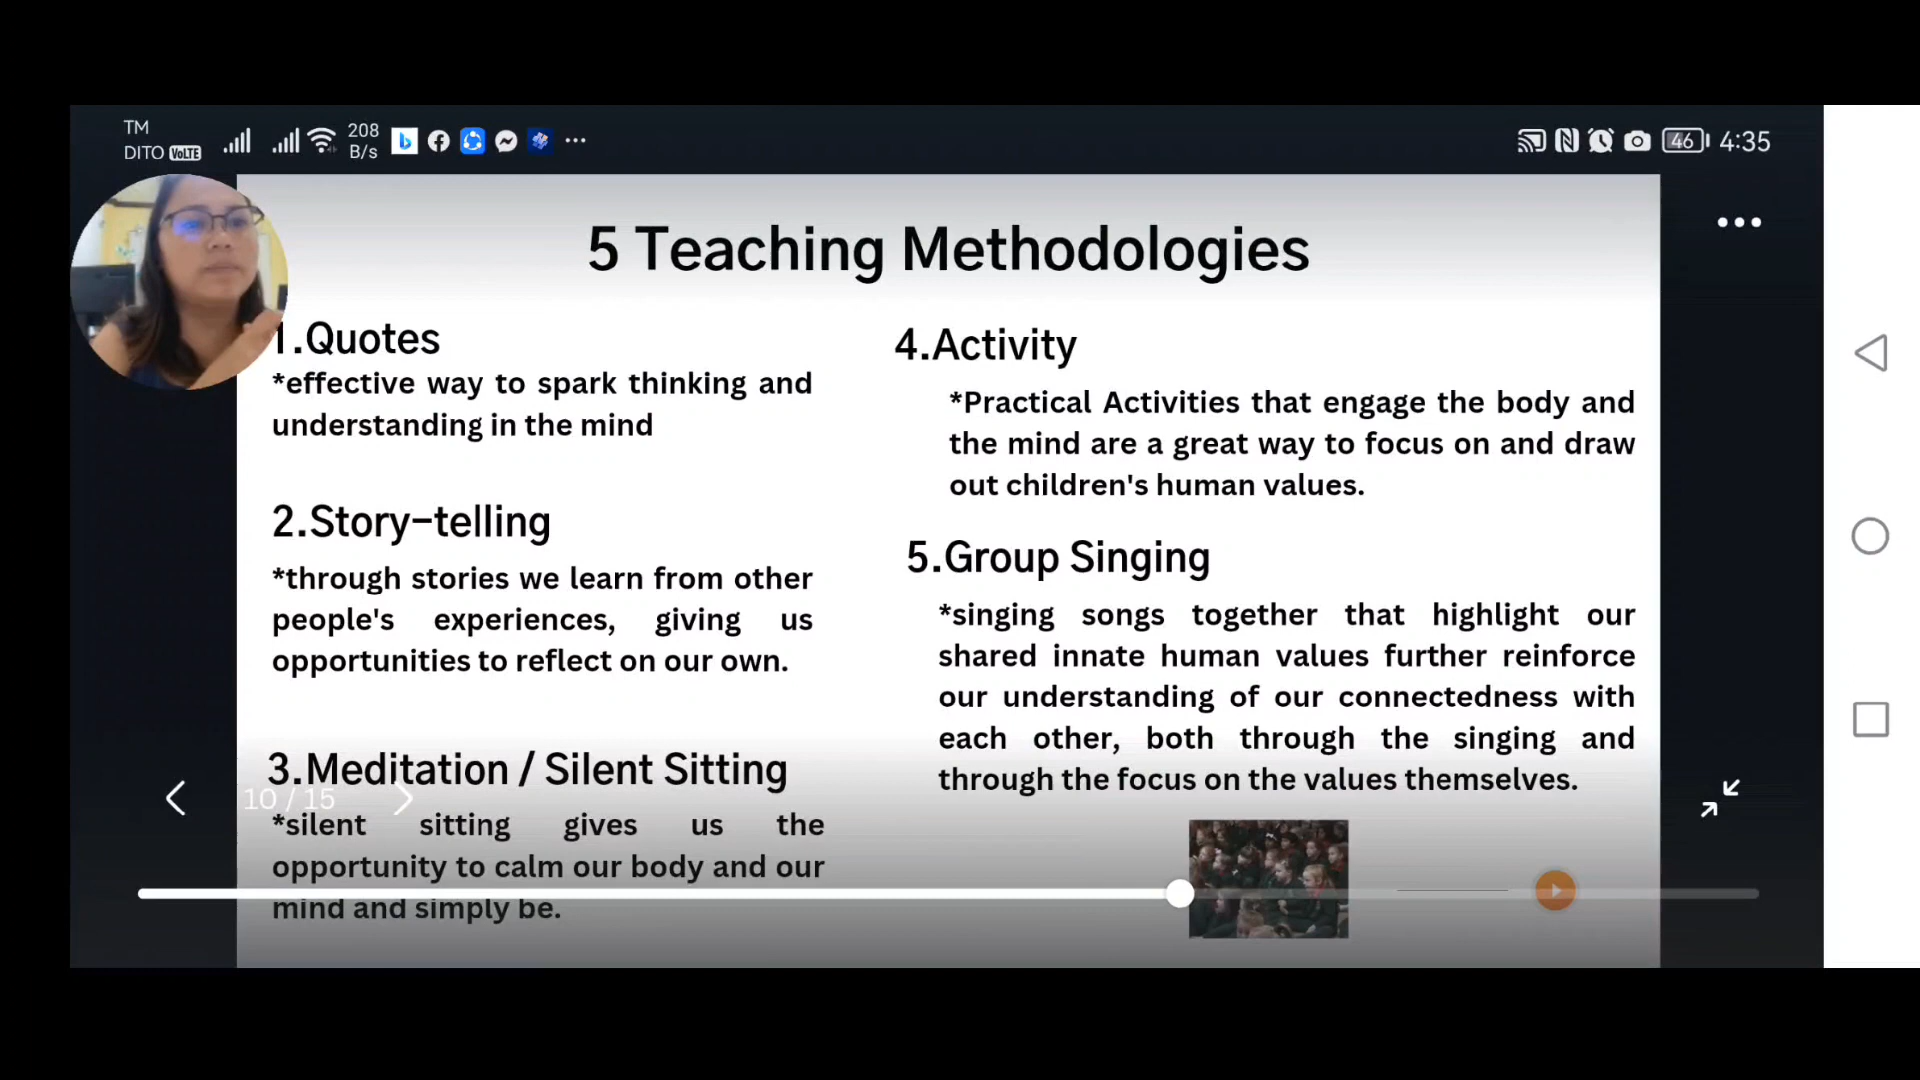 TM
DITO VoLTE
208
B/s
46
4:35
5 Teaching Methodologies
1.Quotes
*effective way to spark thinking and
understanding in the mind
2.Story-telling
*through stories we learn from other
people's experiences, giving us
opportunities to reflect on our own.
3.Meditation / Silent Sitting
10 / 15
*silent sitting gives us the
opportunity to calm our body and our
mind and simply be.
4.Activity
*Practical Activities that engage the body and
the mind are a great way to focus on and draw
out children's human values.
5.Group Singing
*singing songs together that highlight our
shared innate human values further reinforce
our understanding of our connectedness with
each other, both through the singing and
through the focus on the values themselves.